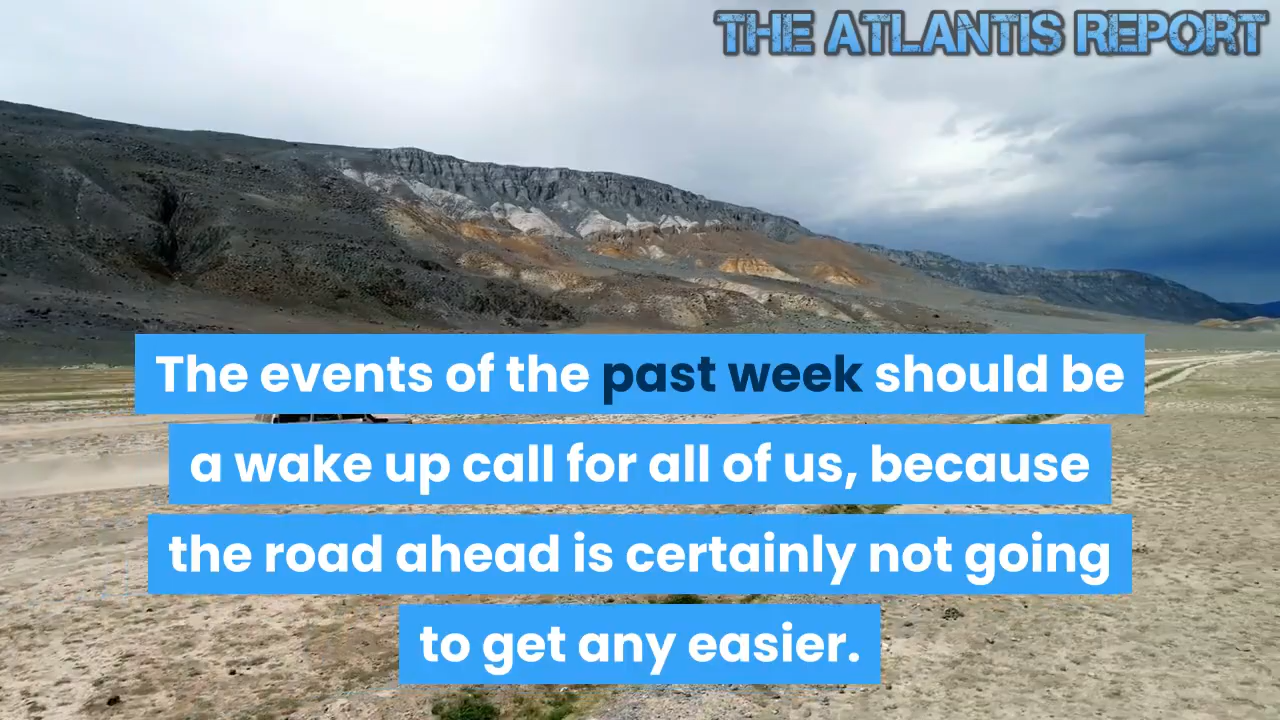 THE ATLANTIS REPORT
The events of the past week should be
a wake up call for all of us, because
the road ahead is certainly not going
to get any easier.